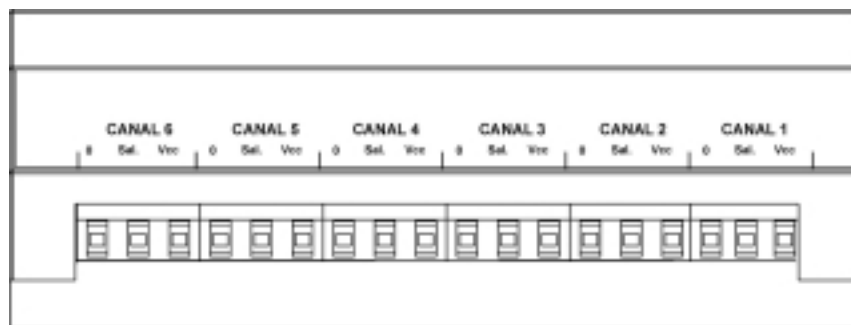 CANAL 6 CANAL 5 CANAL 4 CANAL 3 CANAL 2 CANAL 1
0 Sal. Vcc 0 Sal. Vcc 0 Sal. Vcc 0 Sal. Vcc 0 Sal. Vcc 0 Sal. Vcc